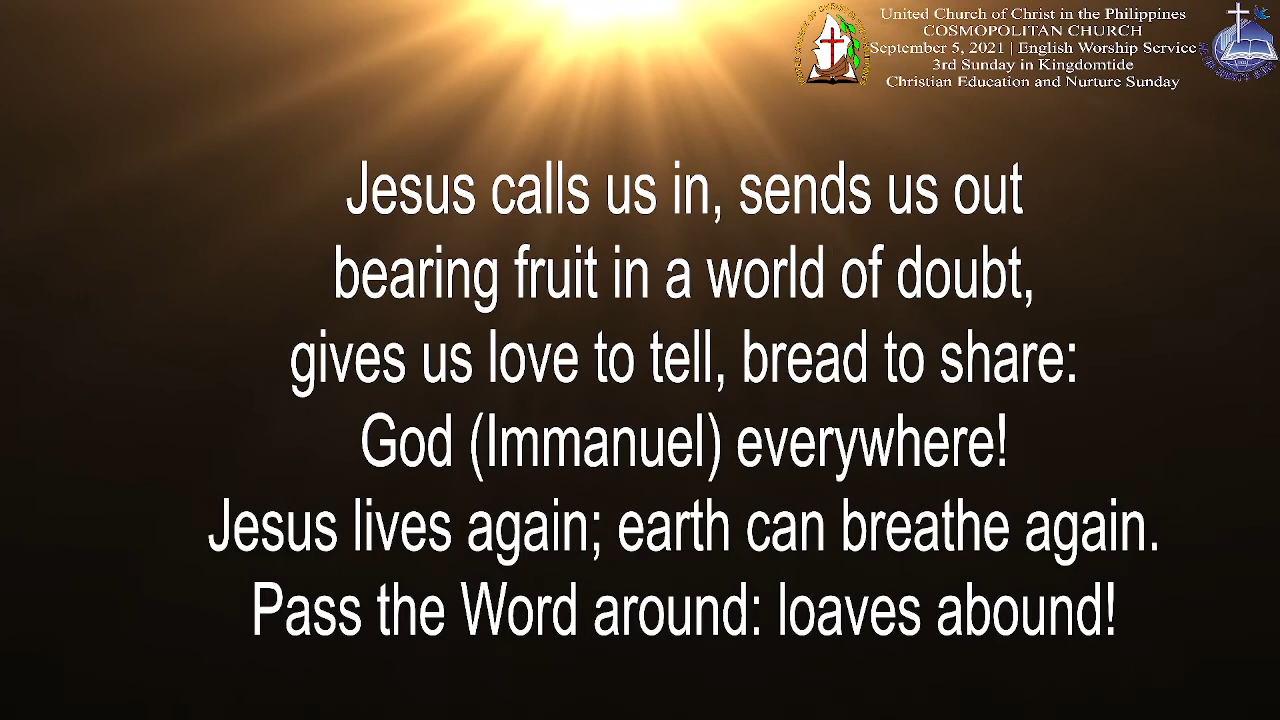 United Church of Christ in the Philippines
COSMOPOLITAN CHURCH
September 5, 2021 | English Worship Service
3rd Sunday in Kingdomtide
Christian Education and Nurture Sunday
Jesus calls us in, sends us out
bearing fruit in a world of doubt,
gives us love to tell, bread to share:
God (Immanuel) everywhere!
Jesus lives again; earth can breathe again.
Pass the Word around: loaves abound!